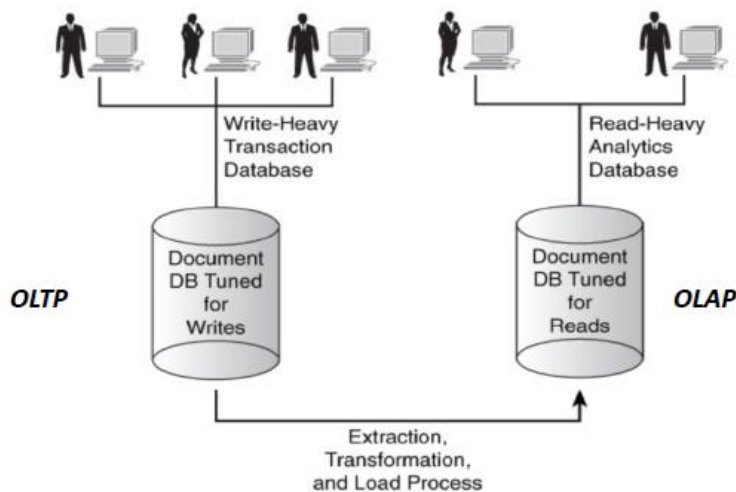 Write-Heavy
Transaction
Database
Read-Heavy
Analytics
Database
OLTP
Document
DB Tuned
for
Writes
Document
DB Tuned
for
Reads
OLAP
Extraction,
Transformation,
and Load Process